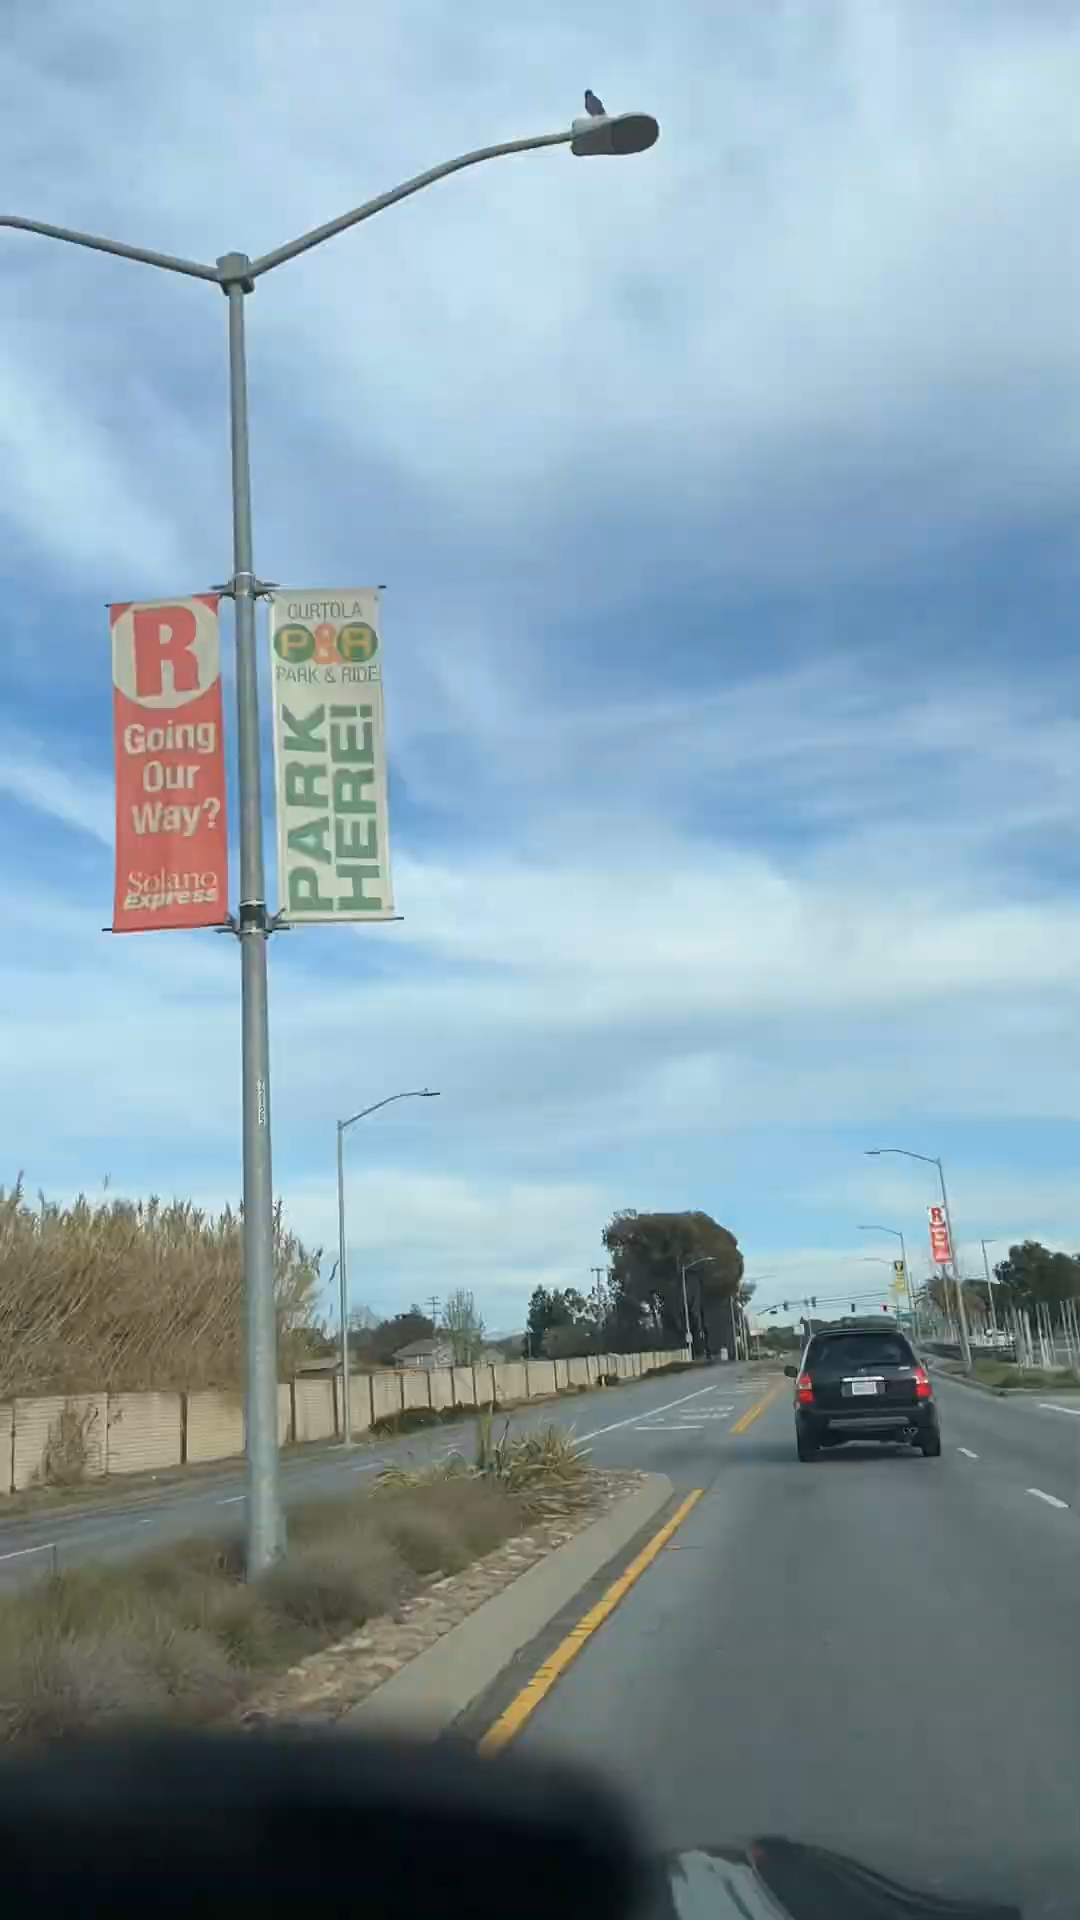 R
Going
Our
Way?
Solano
Express
CURTOLA
P&R
PARK & RIDE
PARK
HERE!
R